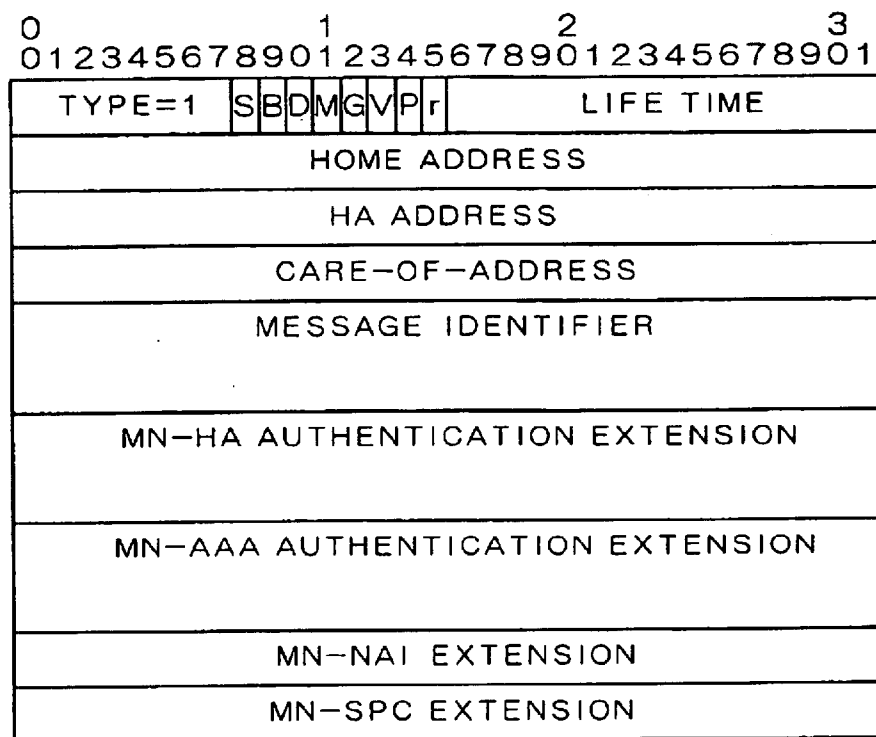 0 1 2 3
01234567890123456789012345678901
TYPE=1 S B D M G V P r LIFE TIME
HOME ADDRESS
HA ADDRESS
CARE-OF-ADDRESS
MESSAGE IDENTIFIER
MN-HA AUTHENTICATION EXTENSION
MN-AAA AUTHENTICATION EXTENSION
MN-NAI EXTENSION
MN-SPC EXTENSION